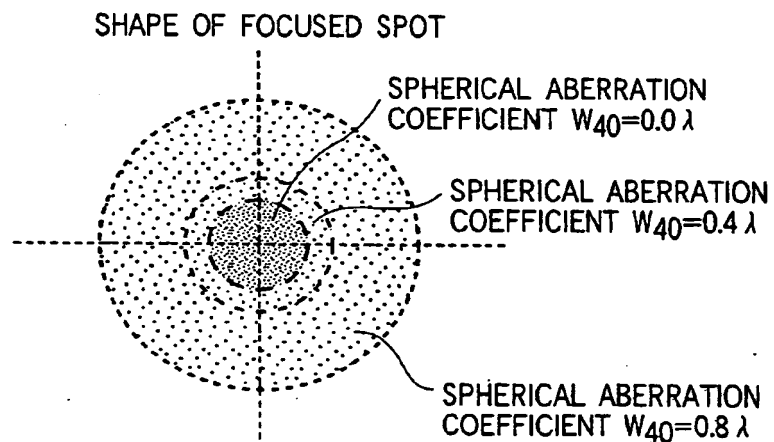 SHAPE OF FOCUSED SPOT
SPHERICAL ABERRATION
COEFFICIENT W40=0.0 λ
SPHERICAL ABERRATION
COEFFICIENT W40=0.4 λ
SPHERICAL ABERRATION
COEFFICIENT W40=0.8 λ